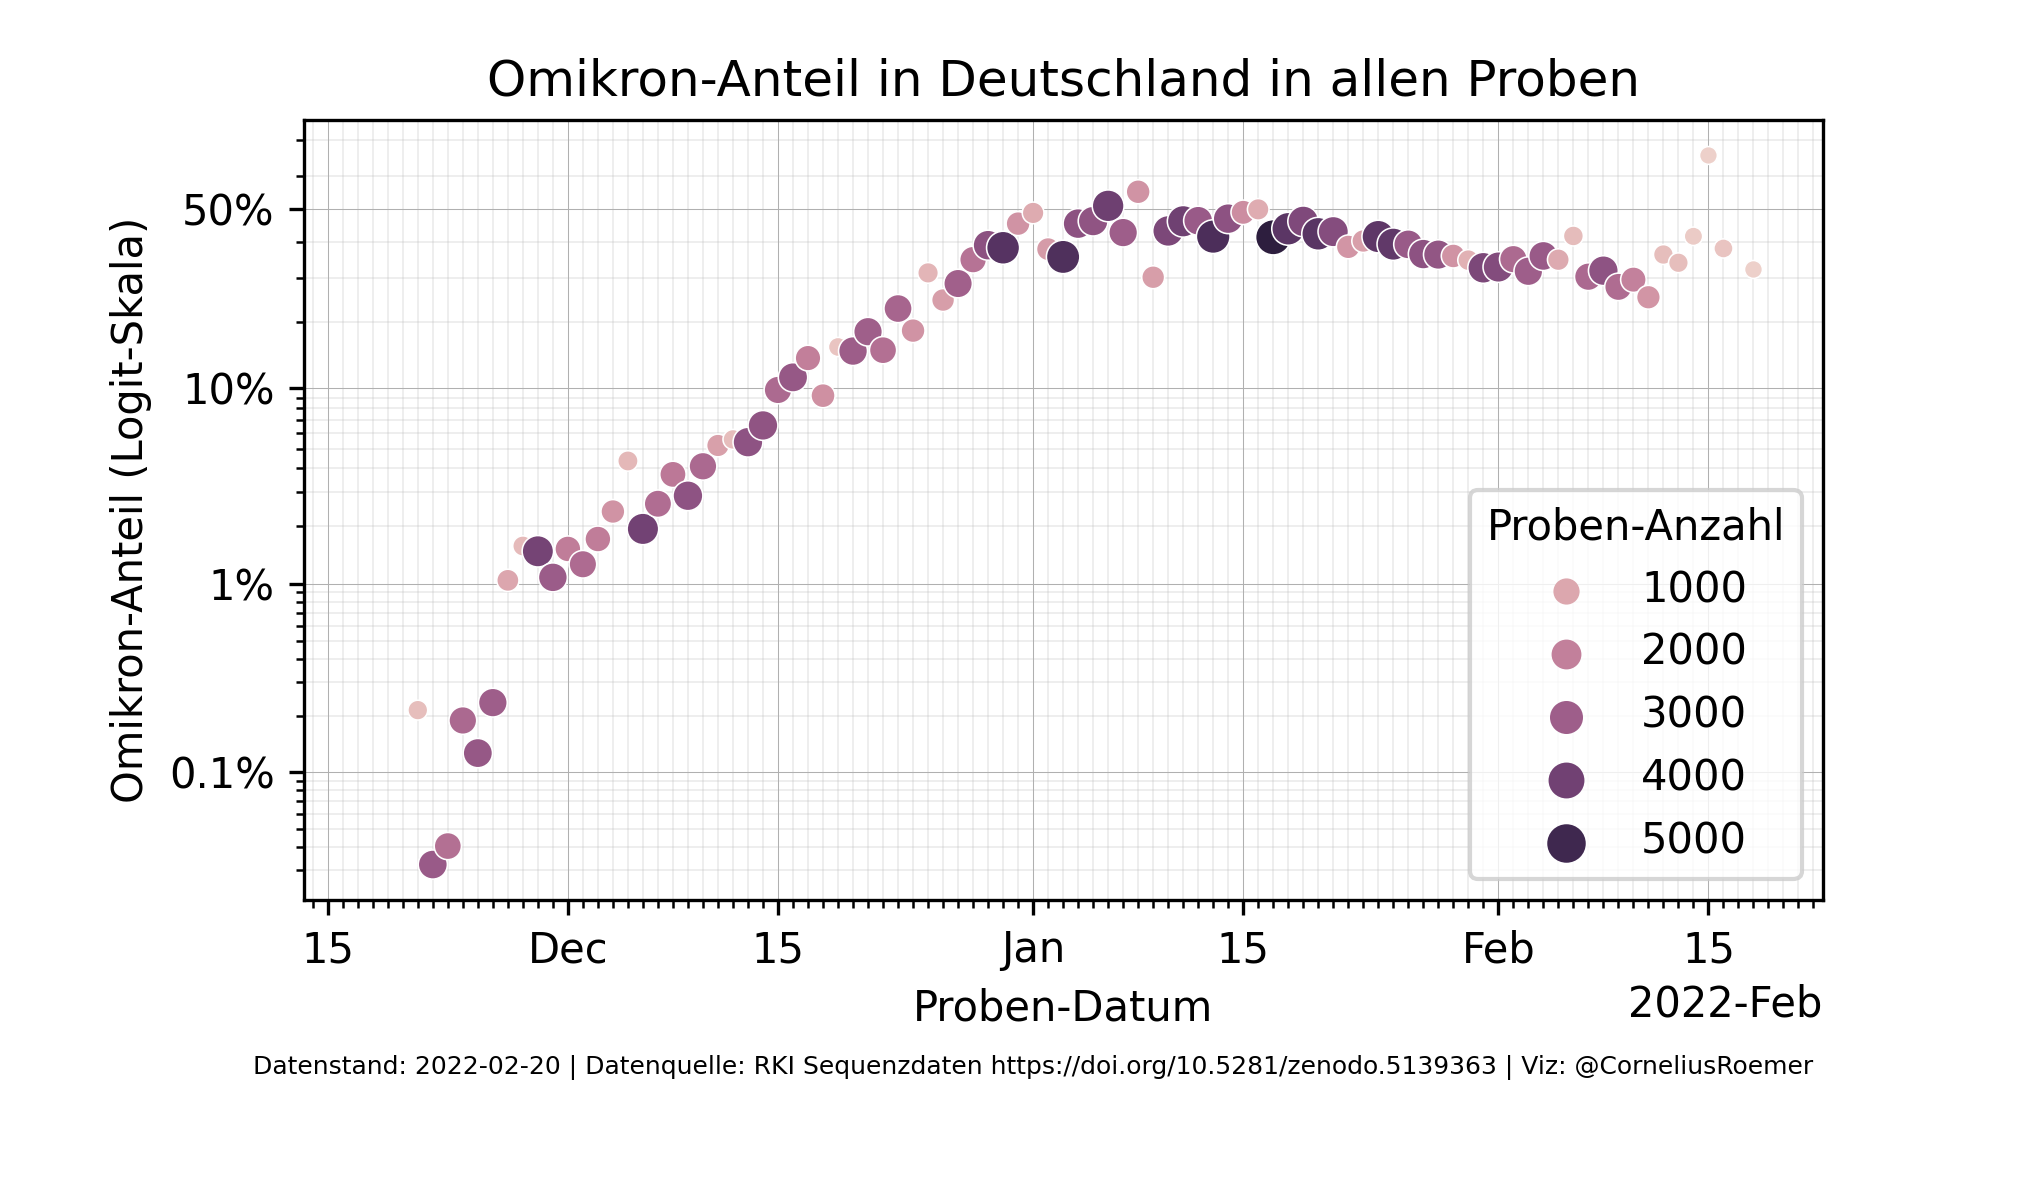 Omikron-Anteil in Deutschland in allen Proben
Omikron-Anteil (Logit-Skala)
50%
10%
1%
0.1%
Proben-Anzahl
1000
2000
3000
4000
5000
15 Dec 15 Jan 15 Feb 15
Proben-Datum 2022-Feb
Datenstand: 2022-02-20 | Datenquelle: RKI Sequenzdaten https://doi.org/10.5281/zenodo.5139363 | Viz: @CorneliusRoemer